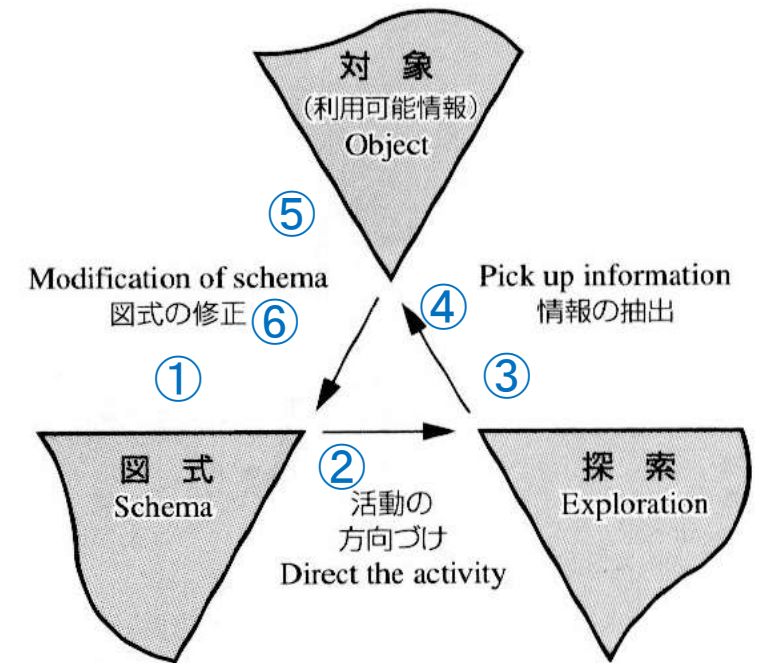 対 象
(利用可能情報)
Object
⑤
Modification of schema
図式の修正
⑥
④
Pick up information
情報の抽出
①
③
図 式
Schema
②
活動の
方向づけ
Direct the activity
探 索
Exploration